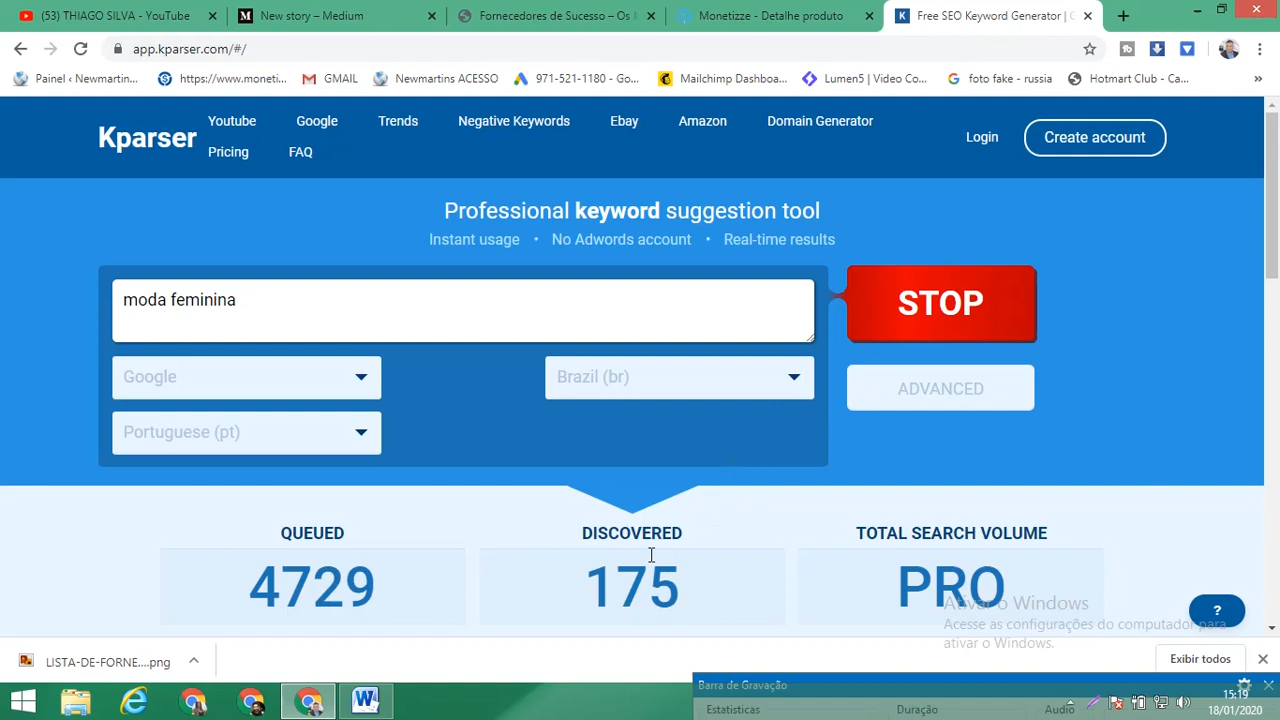 (53) THIAGO SILVA - YouTube
New story – Medium
Fornecedores de Sucesso – Os
Monetizze - Detalhe produto
Free SEO Keyword Generator |
app.kparser.com/#/
Painel ‹ Newmartin...
https://www.moneti...
GMAIL
Newmartins ACESSO
971-521-1180 - Go...
Mailchimp Dashboa...
Lumen5 | Video Co...
foto fake - russia
Hotmart Club - Ca...
Kparser
Youtube
Google
Trends
Negative Keywords
Ebay
Amazon
Domain Generator
Pricing
FAQ
Login
Create account
Professional keyword suggestion tool
Instant usage • No Adwords account • Real-time results
moda feminina
STOP
Google
Brazil (br)
ADVANCED
Portuguese (pt)
QUEUED
DISCOVERED
TOTAL SEARCH VOLUME
4729
175
PRO
Ativar o Windows
Acesse as configurações do computador para
ativar o Windows.
?
LISTA-DE-FORNE....png
Exibir todos
Barra de Gravação
Estatisticas
Duração
Audio
15:19
18/01/2020